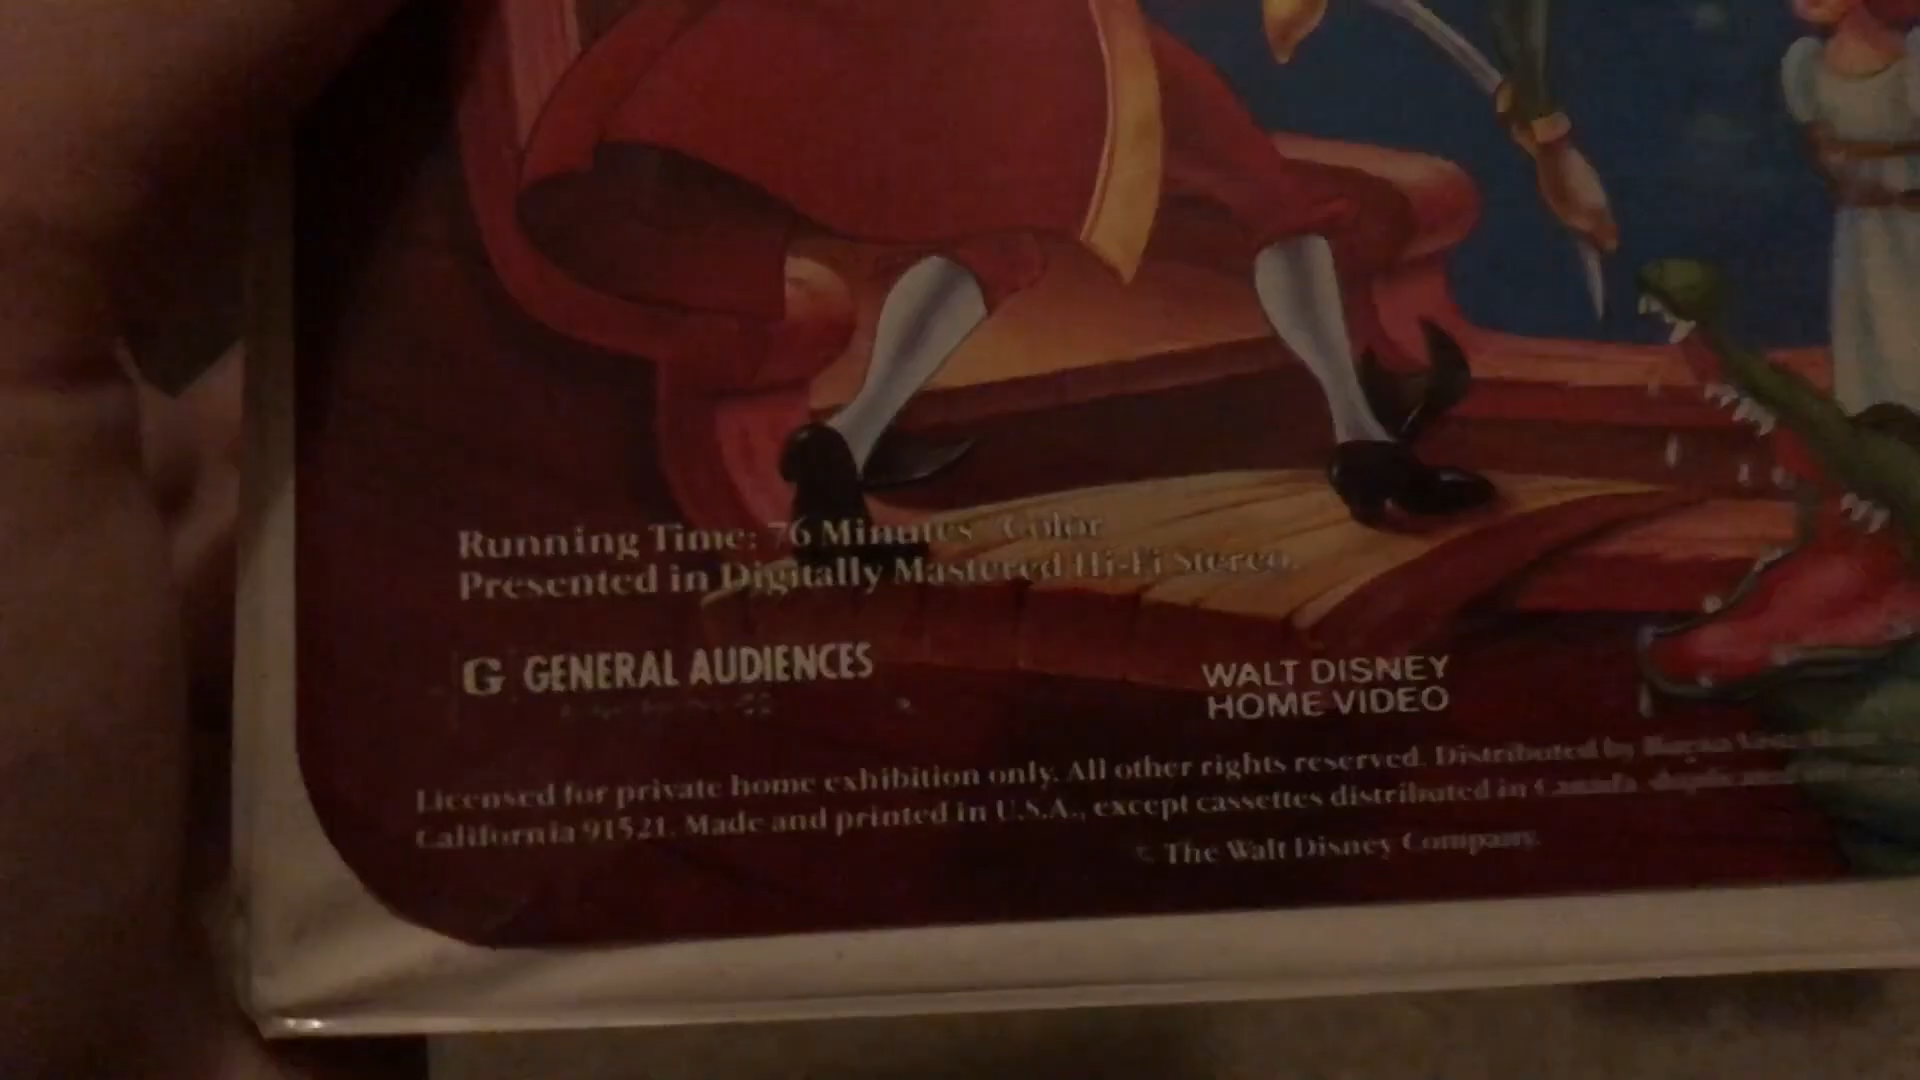 Running Time: 76 Minutes Color
Presented in Digitally Mastered Hi-Fi Stereo.
G GENERAL AUDIENCES
WALT DISNEY
HOME VIDEO
Licensed for private home exhibition only. All other rights reserved. Distributed by Buena Vista
California 91521. Made and printed in U.S.A., except cassettes distributed in Canada,
© The Walt Disney Company.